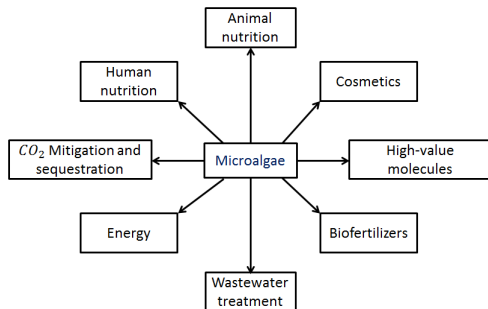 Animal
nutrition
Human
nutrition
Cosmetics
CO₂ Mitigation and
sequestration
Microalgae
High-value
molecules
Energy
Biofertilizers
Wastewater
treatment